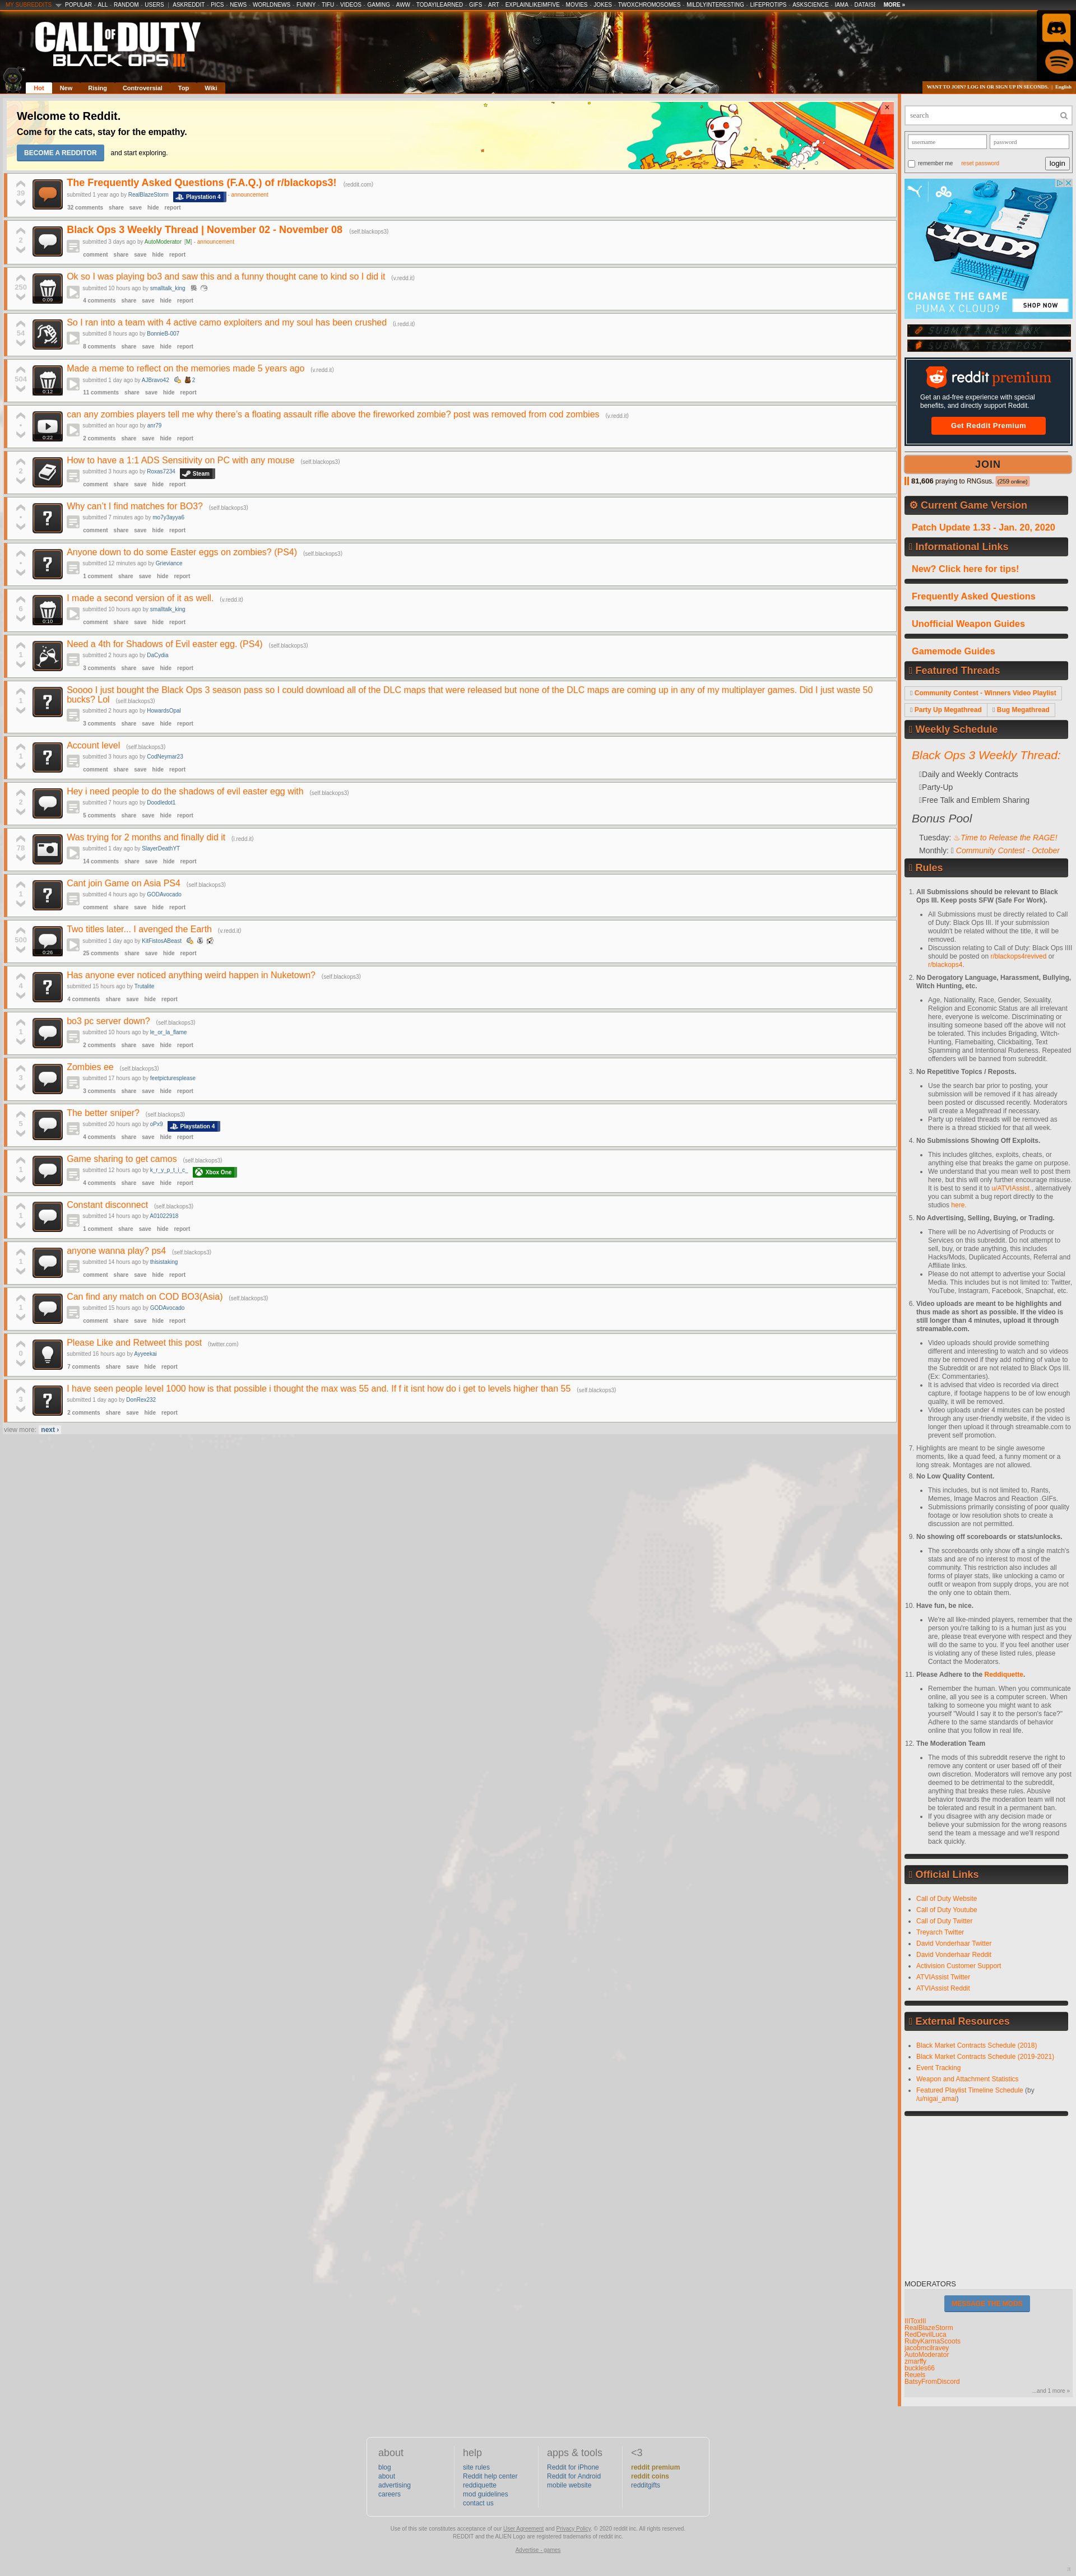 MY SUBREDDITS POPULAR - ALL - RANDOM - USERS | ASKREDDIT - PICS - NEWS - WORLDNEWS - FUNNY - TIFU - VIDEOS - GAMING - AWW - TODAYILEARNED - GIFS - ART - EXPLAINLIKEIMFIVE - MOVIES - JOKES - TWOXCHROMOSOMES - MILDLYINTERESTING - LIFEPROTIPS - ASKSCIENCE - IAMA - DATAISI MORE »
CALL OF DUTY
BLACK OPS III
Hot New Rising Controversial Top Wiki
WANT TO JOIN? LOG IN OR SIGN UP IN SECONDS. | English
Welcome to Reddit.
Come for the cats, stay for the empathy.
BECOME A REDDITOR and start exploring.
39
The Frequently Asked Questions (F.A.Q.) of r/blackops3! (reddit.com)
submitted 1 year ago by RealBlazeStorm Playstation 4 announcement
32 comments share save hide report
2
Black Ops 3 Weekly Thread | November 02 - November 08 (self.blackops3)
submitted 3 days ago by AutoModerator [M] - announcement
comment share save hide report
250
Ok so I was playing bo3 and saw this and a funny thought cane to kind so I did it (v.redd.it)
0:09
submitted 10 hours ago by smalltalk_king
4 comments share save hide report
54
So I ran into a team with 4 active camo exploiters and my soul has been crushed (i.redd.it)
submitted 8 hours ago by BonnieB-007
8 comments share save hide report
504
Made a meme to reflect on the memories made 5 years ago (v.redd.it)
0:12
submitted 1 day ago by AJBravo42 2
11 comments share save hide report
•
can any zombies players tell me why there's a floating assault rifle above the fireworked zombie? post was removed from cod zombies (v.redd.it)
0:22
submitted an hour ago by anr79
2 comments share save hide report
2
How to have a 1:1 ADS Sensitivity on PC with any mouse (self.blackops3)
submitted 3 hours ago by Roxas7234 Steam
comment share save hide report
•
Why can't I find matches for BO3? (self.blackops3)
submitted 7 minutes ago by mo7y3ayya6
comment share save hide report
•
Anyone down to do some Easter eggs on zombies? (PS4) (self.blackops3)
submitted 12 minutes ago by Grieviance
1 comment share save hide report
6
I made a second version of it as well. (v.redd.it)
0:10
submitted 10 hours ago by smalltalk_king
comment share save hide report
1
Need a 4th for Shadows of Evil easter egg. (PS4) (self.blackops3)
submitted 2 hours ago by DaCydia
3 comments share save hide report
1
Soooo I just bought the Black Ops 3 season pass so I could download all of the DLC maps that were released but none of the DLC maps are coming up in any of my multiplayer games. Did I just waste 50
bucks? Lol (self.blackops3)
submitted 2 hours ago by HowardsOpal
3 comments share save hide report
1
Account level (self.blackops3)
submitted 3 hours ago by CodNeymar23
comment share save hide report
2
Hey i need people to do the shadows of evil easter egg with (self.blackops3)
submitted 7 hours ago by Doodledot1
5 comments share save hide report
78
Was trying for 2 months and finally did it (i.redd.it)
submitted 1 day ago by SlayerDeathYT
14 comments share save hide report
1
Cant join Game on Asia PS4 (self.blackops3)
submitted 4 hours ago by GODAvocado
comment share save hide report
500
Two titles later... I avenged the Earth (v.redd.it)
0:26
submitted 1 day ago by KilFistosABeast
25 comments share save hide report
4
Has anyone ever noticed anything weird happen in Nuketown? (self.blackops3)
submitted 15 hours ago by Trutalite
4 comments share save hide report
1
bo3 pc server down? (self.blackops3)
submitted 10 hours ago by le_or_la_flame
2 comments share save hide report
3
Zombies ee (self.blackops3)
submitted 17 hours ago by feetpicturesplease
3 comments share save hide report
5
The better sniper? (self.blackops3)
submitted 20 hours ago by oPx9 Playstation 4
4 comments share save hide report
1
Game sharing to get camos (self.blackops3)
submitted 12 hours ago by k_r_y_p_t_i_c_ Xbox One
4 comments share save hide report
1
Constant disconnect (self.blackops3)
submitted 14 hours ago by A01022918
1 comment share save hide report
1
anyone wanna play? ps4 (self.blackops3)
submitted 14 hours ago by thisistaking
comment share save hide report
1
Can find any match on COD BO3(Asia) (self.blackops3)
submitted 15 hours ago by GODAvocado
comment share save hide report
0
Please Like and Retweet this post (twitter.com)
submitted 16 hours ago by Ayyeekai
7 comments share save hide report
3
I have seen people level 1000 how is that possible i thought the max was 55 and. If f it isnt how do i get to levels higher than 55 (self.blackops3)
submitted 1 day ago by DonRex232
2 comments share save hide report
view more: next ›
search
username password
remember me reset password login
CLOUD9
CHANGE THE GAME
PUMA X CLOUD9
SHOP NOW
SUBMIT A NEW LINK
SUBMIT A TEXT POST
reddit premium
Get an ad-free experience with special
benefits, and directly support Reddit.
Get Reddit Premium
JOIN
81,606 praying to RNGsus. (259 online)
Current Game Version
Patch Update 1.33 - Jan. 20, 2020
Informational Links
New? Click here for tips!
Frequently Asked Questions
Unofficial Weapon Guides
Gamemode Guides
Featured Threads
Community Contest - Winners Video Playlist
Party Up Megathread Bug Megathread
Weekly Schedule
Black Ops 3 Weekly Thread:
Daily and Weekly Contracts
Party-Up
Free Talk and Emblem Sharing
Bonus Pool
Tuesday: ♨Time to Release the RAGE!
Monthly: Community Contest - October
Rules
1. All Submissions should be relevant to Black
Ops III. Keep posts SFW (Safe For Work).
• All Submissions must be directly related to Call
of Duty: Black Ops III. If your submission
wouldn't be related without the title, it will be
removed.
• Discussion relating to Call of Duty: Black Ops IIII
should be posted on r/blackops4revived or
r/blackops4.
2. No Derogatory Language, Harassment, Bullying,
Witch Hunting, etc.
• Age, Nationality, Race, Gender, Sexuality,
Religion and Economic Status are all irrelevant
here, everyone is welcome. Discriminating or
insulting someone based off the above will not
be tolerated. This includes Brigading, Witch-
Hunting, Flamebaiting, Clickbaiting, Text
Spamming and Intentional Rudeness. Repeated
offenders will be banned from subreddit.
3. No Repetitive Topics / Reposts.
• Use the search bar prior to posting, your
submission will be removed if it has already
been posted or discussed recently. Moderators
will create a Megathread if necessary.
• Party up related threads will be removed as
there is a thread stickied for that all week.
4. No Submissions Showing Off Exploits.
• This includes glitches, exploits, cheats, or
anything else that breaks the game on purpose.
• We understand that you mean well to post them
here, but this will only further encourage misuse.
It is best to send it to u/ATVIAssist., alternatively
you can submit a bug report directly to the
studios here.
5. No Advertising, Selling, Buying, or Trading.
• There will be no Advertising of Products or
Services on this subreddit. Do not attempt to
sell, buy, or trade anything, this includes
Hacks/Mods, Duplicated Accounts, Referral and
Affiliate links.
• Please do not attempt to advertise your Social
Media. This includes but is not limited to: Twitter,
YouTube, Instagram, Facebook, Snapchat, etc.
6. Video uploads are meant to be highlights and
thus made as short as possible. If the video is
still longer than 4 minutes, upload it through
streamable.com.
• Video uploads should provide something
different and interesting to watch and so videos
may be removed if they add nothing of value to
the Subreddit or are not related to Black Ops III.
(Ex: Commentaries).
• It is advised that video is recorded via direct
capture, if footage happens to be of low enough
quality, it will be removed.
• Video uploads under 4 minutes can be posted
through any user-friendly website, if the video is
longer then upload it through streamable.com to
prevent self promotion.
7. Highlights are meant to be single awesome
moments, like a quad feed, a funny moment or a
long streak. Montages are not allowed.
8. No Low Quality Content.
• This includes, but is not limited to, Rants,
Memes, Image Macros and Reaction .GIFs.
• Submissions primarily consisting of poor quality
footage or low resolution shots to create a
discussion are not permitted.
9. No showing off scoreboards or stats/unlocks.
• The scoreboards only show off a single match's
stats and are of no interest to most of the
community. This restriction also includes all
forms of player stats, like unlocking a camo or
outfit or weapon from supply drops, you are not
the only one to obtain them.
10. Have fun, be nice.
• We're all like-minded players, remember that the
person you're talking to is a human just as you
are, please treat everyone with respect and they
will do the same to you. If you feel another user
is violating any of these listed rules, please
Contact the Moderators.
11. Please Adhere to the Reddiquette.
• Remember the human. When you communicate
online, all you see is a computer screen. When
talking to someone you might want to ask
yourself "Would I say it to the person's face?"
Adhere to the same standards of behavior
online that you follow in real life.
12. The Moderation Team
• The mods of this subreddit reserve the right to
remove any content or user based off of their
own discretion. Moderators will remove any post
deemed to be detrimental to the subreddit,
anything that breaks these rules. Abusive
behavior towards the moderation team will not
be tolerated and result in a permanent ban.
• If you disagree with any decision made or
believe your submission for the wrong reasons
send the team a message and we'll respond
back quickly.
Official Links
• Call of Duty Website
• Call of Duty Youtube
• Call of Duty Twitter
• Treyarch Twitter
• David Vonderhaar Twitter
• David Vonderhaar Reddit
• Activision Customer Support
• ATVIAssist Twitter
• ATVIAssist Reddit
External Resources
• Black Market Contracts Schedule (2018)
• Black Market Contracts Schedule (2019-2021)
• Event Tracking
• Weapon and Attachment Statistics
• Featured Playlist Timeline Schedule (by
/u/nigai_amai)
MODERATORS
MESSAGE THE MODS
IIIToxIII
RealBlazeStorm
RedDevilLuca
RubyKarmaScoots
jacobmcilravey
AutoModerator
zmarffy
buckles66
Reuels
BatsyFromDiscord
...and 1 more »
about
blog
about
advertising
careers
help
site rules
Reddit help center
reddiquette
mod guidelines
contact us
apps & tools
Reddit for iPhone
Reddit for Android
mobile website
<3
reddit premium
reddit coins
redditgifts
Use of this site constitutes acceptance of our User Agreement and Privacy Policy. © 2020 reddit inc. All rights reserved.
REDDIT and the ALIEN Logo are registered trademarks of reddit inc.
Advertise - games